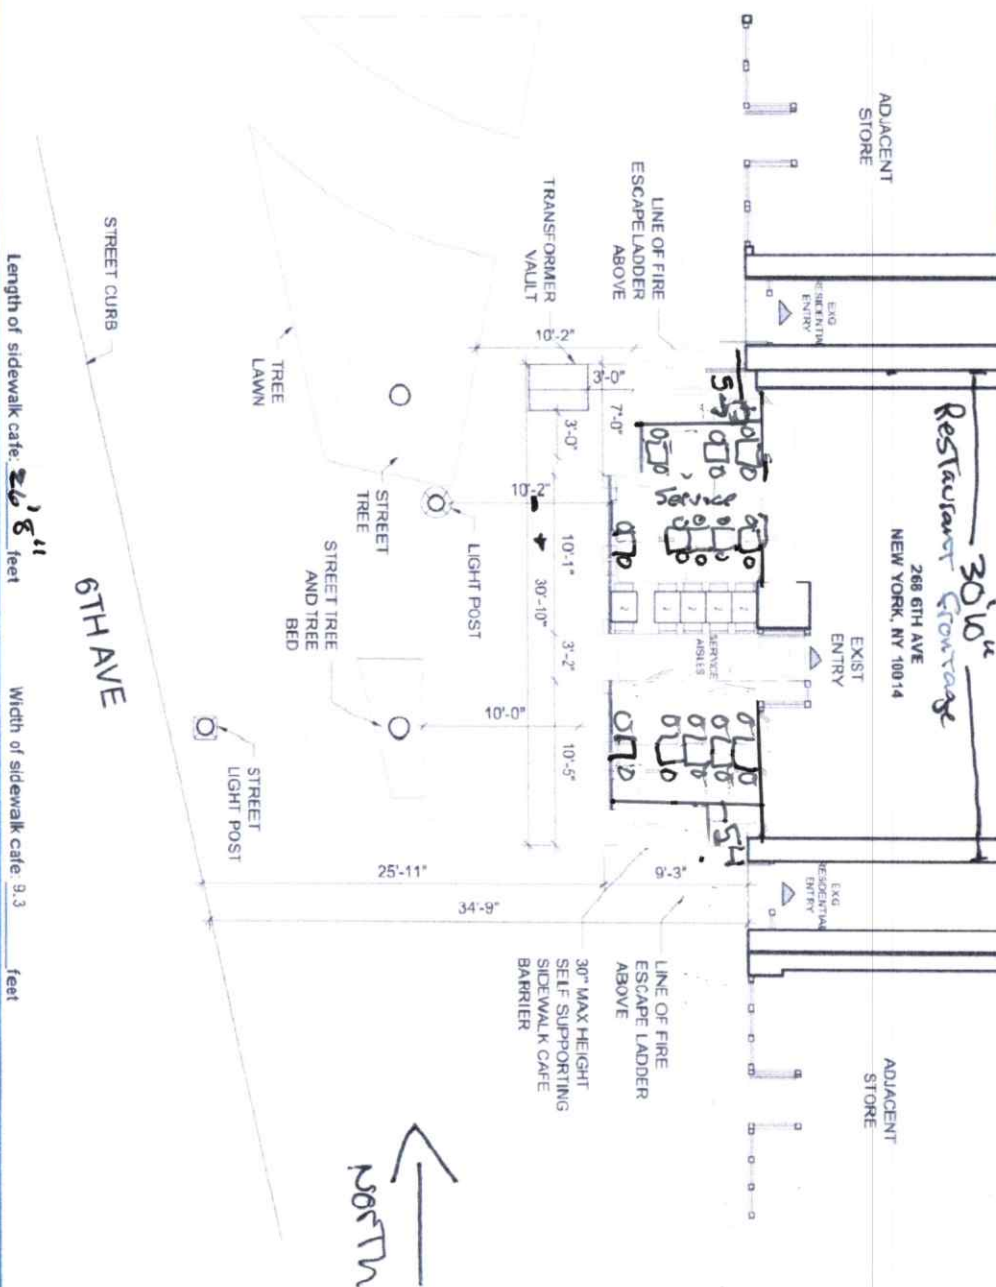 ADJACENT
STORE
EXG
RESIDENTIAL
ENTRY
LINE OF FIRE
ESCAPE LADDER
ABOVE
TRANSFORMER
VAULT
10'-2"
3'-0"
7'-0"
3'-0"
30'10"
Restaurant Frontage
268 6TH AVE
NEW YORK, NY 10014
EXIST
ENTRY
Service
SERVICE
AISLES
10'-2"
10'-1"
30'-10"
3'-2"
10'-5"
10'-0"
LIGHT POST
STREET
TREE
TREE
LAWN
STREET TREE
AND TREE
BED
STREET CURB
6TH AVE
STREET
LIGHT POST
25'-11"
9'-3"
34'-9"
EXG
RESIDENTIAL
ENTRY
LINE OF FIRE
ESCAPE LADDER
ABOVE
30" MAX HEIGHT
SELF SUPPORTING
SIDEWALK CAFE
BARRIER
ADJACENT
STORE
NORTH
Length of sidewalk cafe: 26'8" feet
Width of sidewalk cafe: 9.3 feet